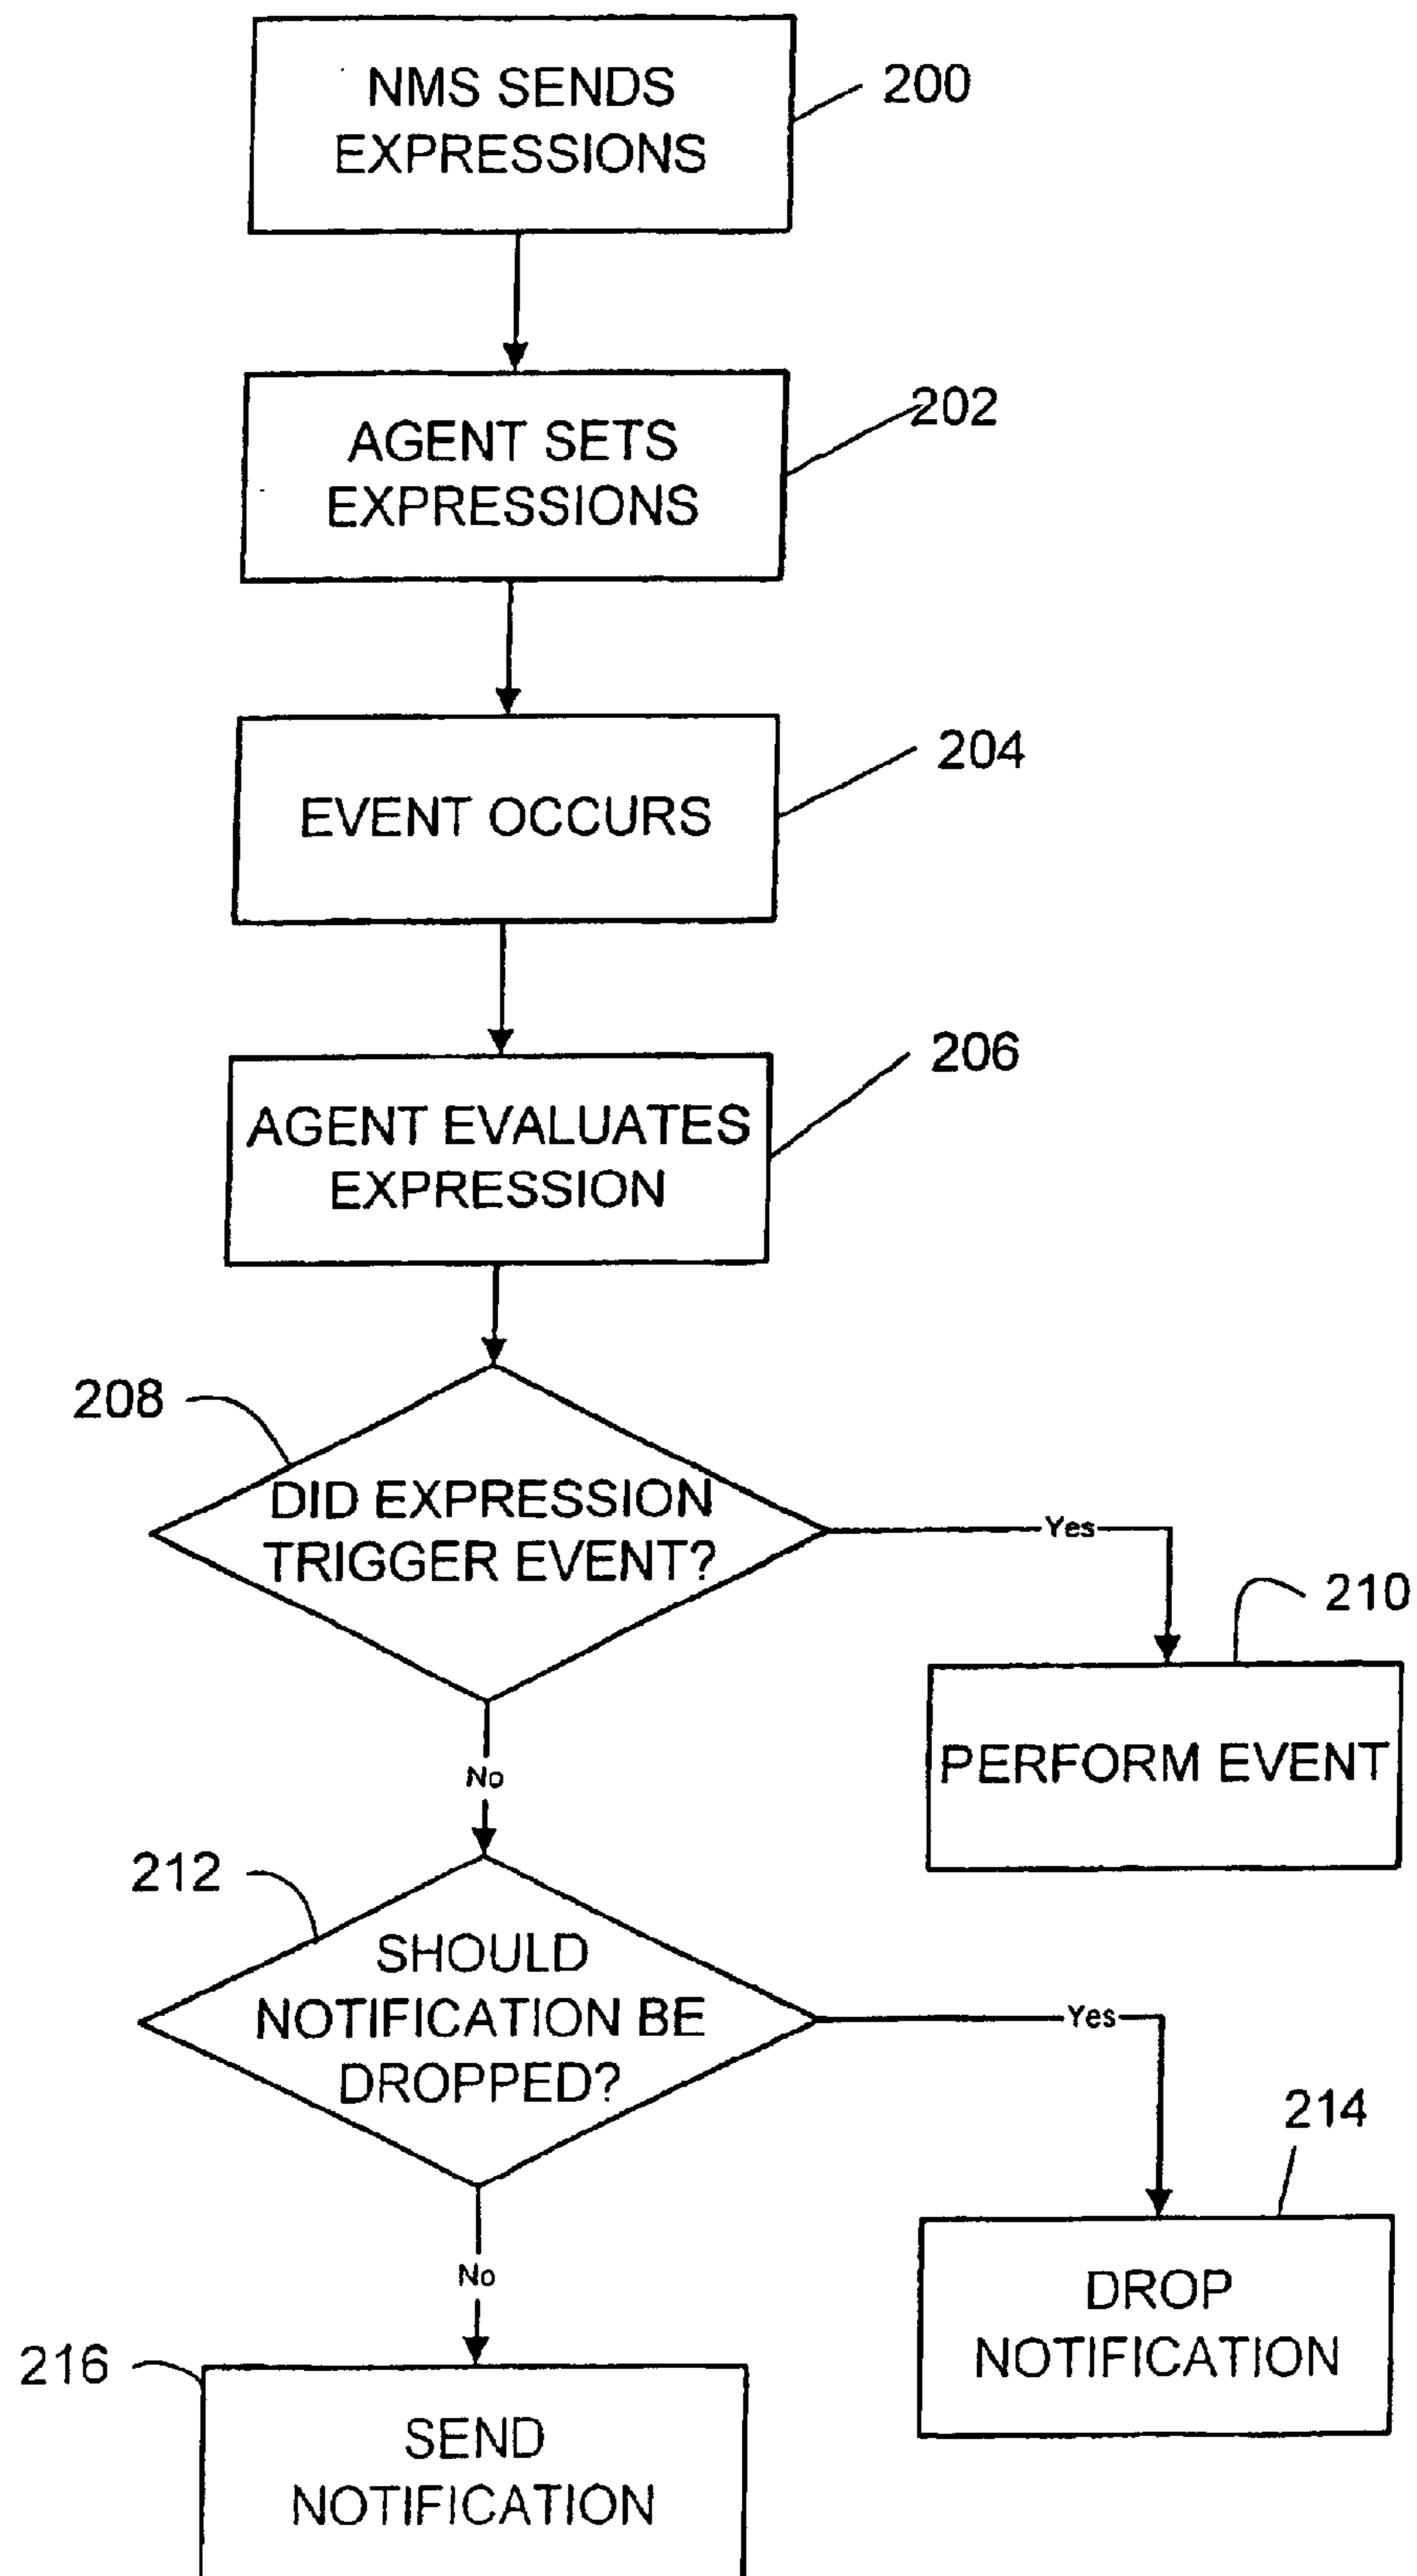 NMS SENDS
EXPRESSIONS
200
AGENT SETS
EXPRESSIONS
202
EVENT OCCURS
204
AGENT EVALUATES
EXPRESSION
206
208
DID EXPRESSION
TRIGGER EVENT?
Yes
210
PERFORM EVENT
No
212
SHOULD
NOTIFICATION BE
DROPPED?
Yes
214
DROP
NOTIFICATION
No
216
SEND
NOTIFICATION